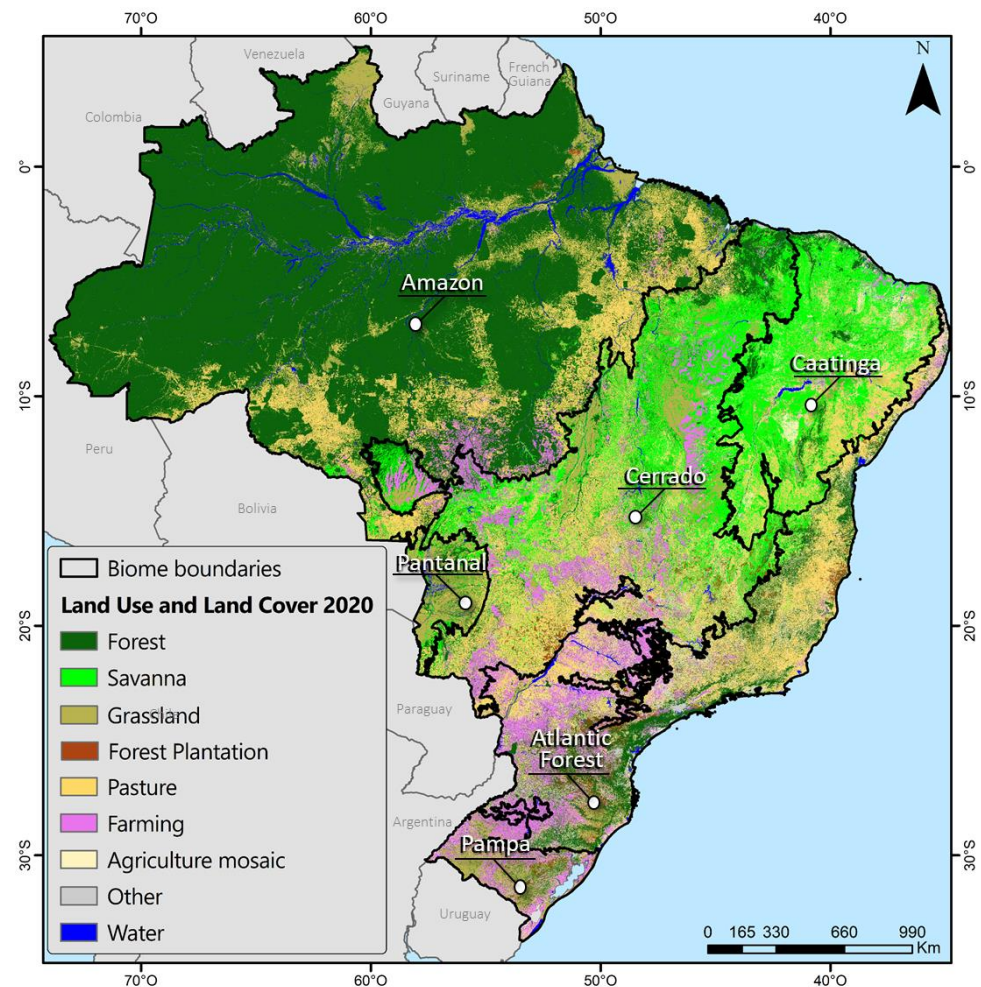 70°O 60°O 50°O 40°O
N
Venezuela
Suriname
French
Guiana
Guyana
Colombia
0° 0°
Amazon
Caatinga
10°S 10°S
Peru
Cerrado
Bolivia
Pantanal
Biome boundaries
Land Use and Land Cover 2020
20°S 20°S
Forest
Savanna
Grassland
Chile
Forest Plantation
Paraguay
Atlantic
Forest
Pasture
Farming
Argentina
Agriculture mosaic
Pampa
30°S 30°S
Other
Uruguay
Water
0 165 330 660 990
Km
70°O 60°O 50°O 40°O